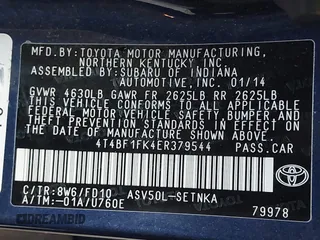 MFD.BY:TOYOTA MOTOR MANUFACTURING,
NORTHERN KENTUCKY, INC.
ESTABLISHED BY: SUBARU OF INDIANA
AUTOMOTIVE, INC. 01/14
GVWR 4630LB GAWR FR 2625LB RR 2625LB
THIS VEHICLE CONFORMS TO ALL APPLICABLE
FEDERAL MOTOR VEHICLE SAFETY, BUMPER, AND
THEFT PREVENTION STANDARDS IN EFFECT ON THE
DATE OF MANUFACTURE SHOWN ABOVE.
4T4BF1FK4ER379544 PASS.CAR
C/TR:8W6/FD10 ASV50L-SETNKA
A/TM:-01A/U760E
TOYOTA
79978
DREAMBID